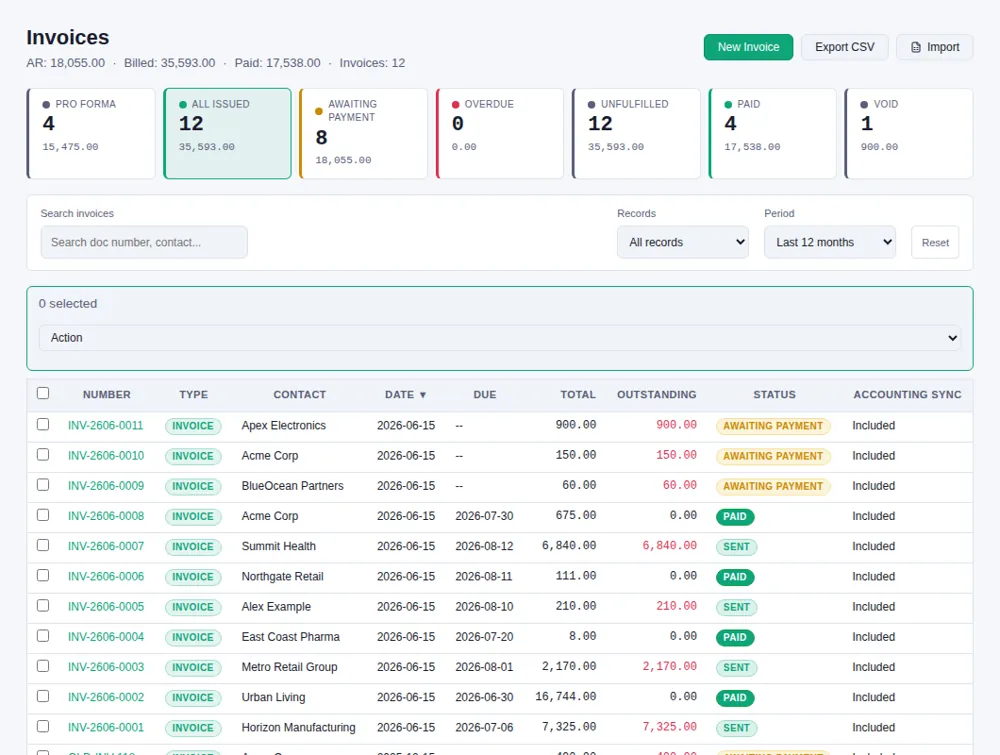 Invoices
AR: 18,055.00 · Billed: 35,593.00 · Paid: 17,538.00 · Invoices: 12
New Invoice Export CSV Import
PRO FORMA
4
15,475.00
ALL ISSUED
12
35,593.00
AWAITING
PAYMENT
8
18,055.00
OVERDUE
0
0.00
UNFULFILLED
12
35,593.00
PAID
4
17,538.00
VOID
1
900.00
Search invoices Records Period
Search doc number, contact... All records Last 12 months Reset
0 selected
Action
NUMBER TYPE CONTACT DATE ▼ DUE TOTAL OUTSTANDING STATUS ACCOUNTING SYNC
INV-2606-0011 INVOICE Apex Electronics 2026-06-15 -- 900.00 900.00 AWAITING PAYMENT Included
INV-2606-0010 INVOICE Acme Corp 2026-06-15 -- 150.00 150.00 AWAITING PAYMENT Included
INV-2606-0009 INVOICE BlueOcean Partners 2026-06-15 -- 60.00 60.00 AWAITING PAYMENT Included
INV-2606-0008 INVOICE Acme Corp 2026-06-15 2026-07-30 675.00 0.00 PAID Included
INV-2606-0007 INVOICE Summit Health 2026-06-15 2026-08-12 6,840.00 6,840.00 SENT Included
INV-2606-0006 INVOICE Northgate Retail 2026-06-15 2026-08-11 111.00 0.00 PAID Included
INV-2606-0005 INVOICE Alex Example 2026-06-15 2026-08-10 210.00 210.00 SENT Included
INV-2606-0004 INVOICE East Coast Pharma 2026-06-15 2026-07-20 8.00 0.00 PAID Included
INV-2606-0003 INVOICE Metro Retail Group 2026-06-15 2026-08-01 2,170.00 2,170.00 SENT Included
INV-2606-0002 INVOICE Urban Living 2026-06-15 2026-06-30 16,744.00 0.00 PAID Included
INV-2606-0001 INVOICE Horizon Manufacturing 2026-06-15 2026-07-06 7,325.00 7,325.00 SENT Included